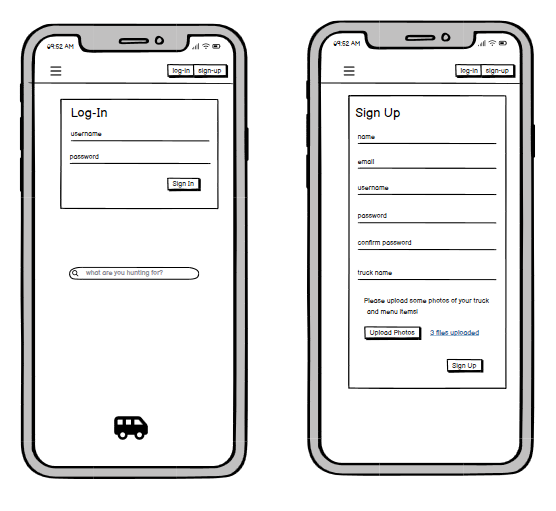 09:52 AM
log-in sign-up
Log-In
username
password
Sign In
what are you hunting for?
09:52 AM
log-in sign-up
Sign Up
name
email
username
password
confirm password
truck name
Please upload some photos of your truck
and menu items!
Upload Photos 3 files uploaded
Sign Up